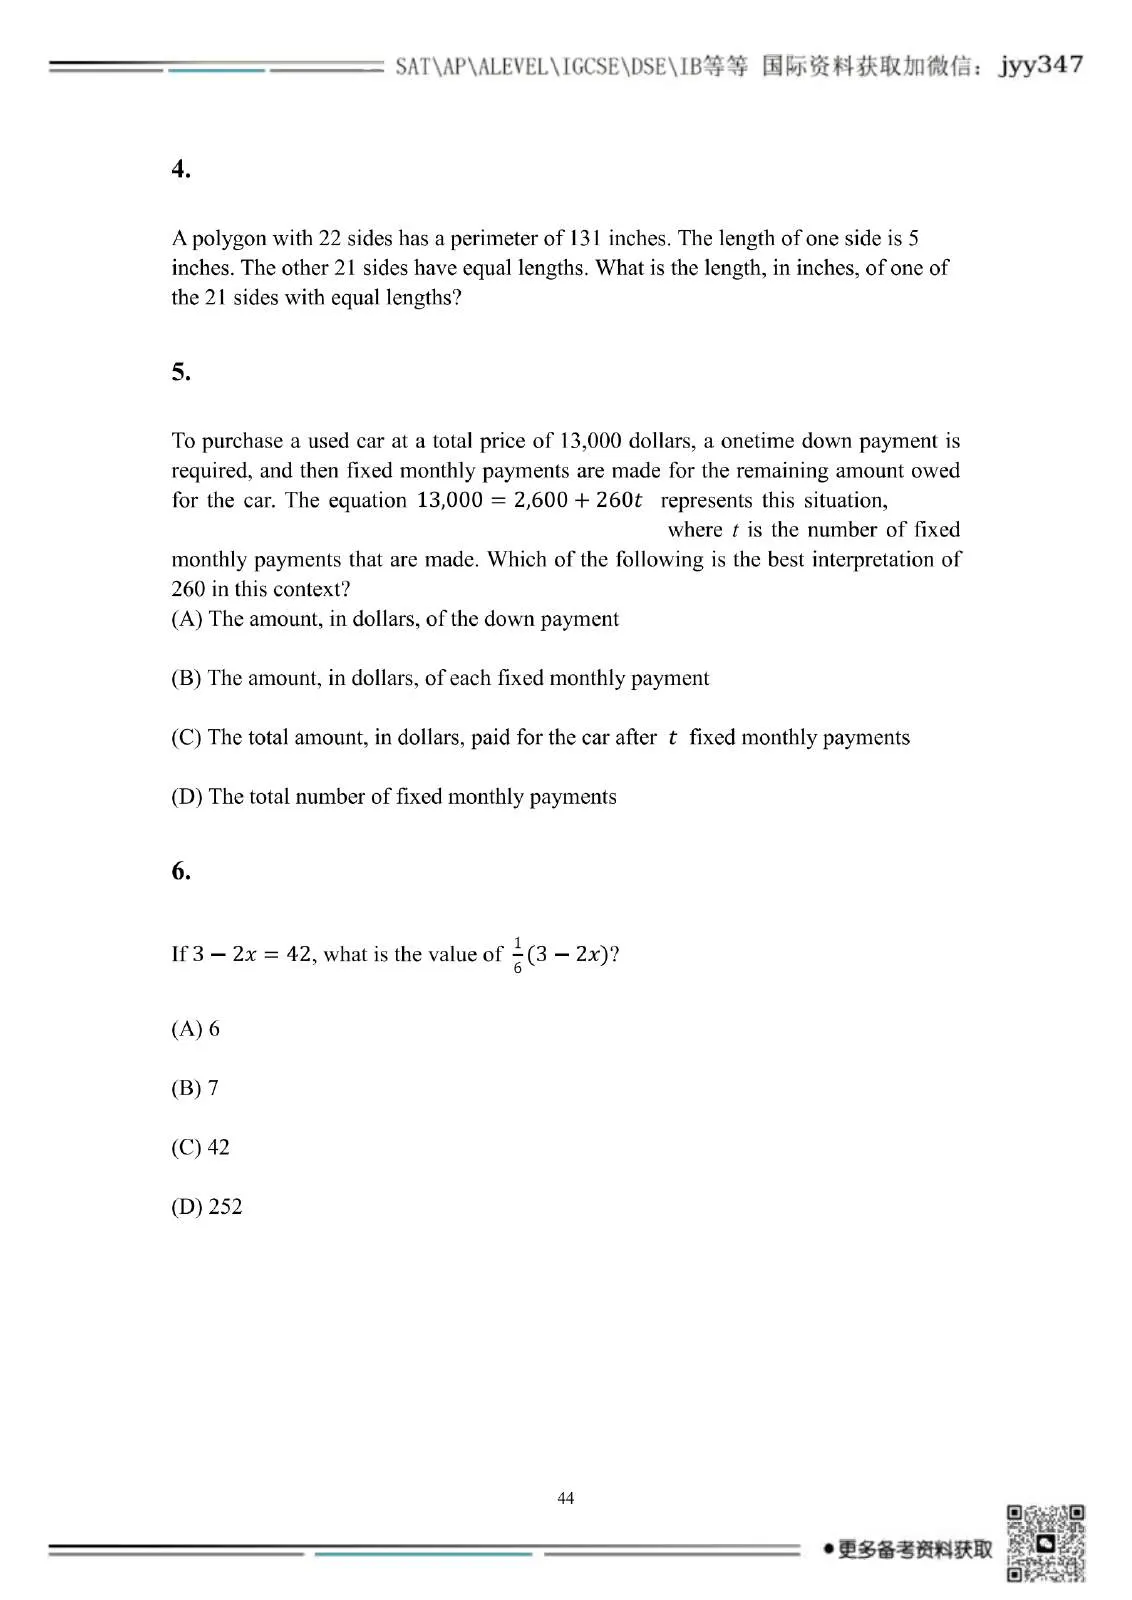 SAT\AP\ALEVEL\IGCSE\DSE\IB等等 国际资料获取加微信：jyy347
4.
A polygon with 22 sides has a perimeter of 131 inches. The length of one side is 5
inches. The other 21 sides have equal lengths. What is the length, in inches, of one of
the 21 sides with equal lengths?
5.
To purchase a used car at a total price of 13,000 dollars, a onetime down payment is
required, and then fixed monthly payments are made for the remaining amount owed
for the car. The equation 13,000 = 2,600 + 260t represents this situation,
where t is the number of fixed
monthly payments that are made. Which of the following is the best interpretation of
260 in this context?
(A) The amount, in dollars, of the down payment
(B) The amount, in dollars, of each fixed monthly payment
(C) The total amount, in dollars, paid for the car after t fixed monthly payments
(D) The total number of fixed monthly payments
6.
If 3 − 2x = 42, what is the value of 1/6 (3 − 2x)?
(A) 6
(B) 7
(C) 42
(D) 252
44
●更多备考资料获取